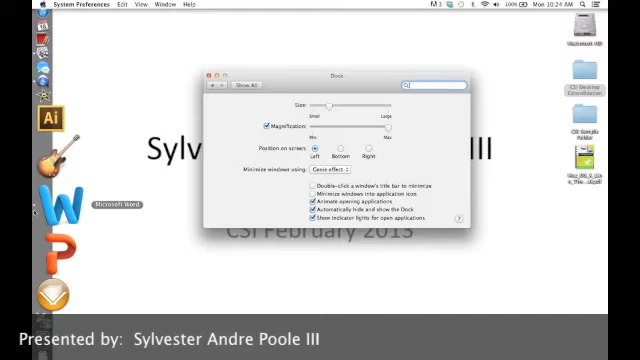 System Preferences Edit View Window Help
M 3 100% Mon 10:24 AM
Dock
Show All
Macintosh HD
Size:
Small Large
CSI Desktop
Consolidation
Magnification:
Min Max
Ai
CSI Sample
Folder
Sylv III
Position on screen: Left Bottom Right
Minimize windows using: Genie effect
Double-click a window's title bar to minimize
Minimize windows into application icon
Animate opening applications
Automatically hide and show the Dock
Show indicator lights for open applications
?
Microsoft Word
CSI February 2013
Presented by: Sylvester Andre Poole III